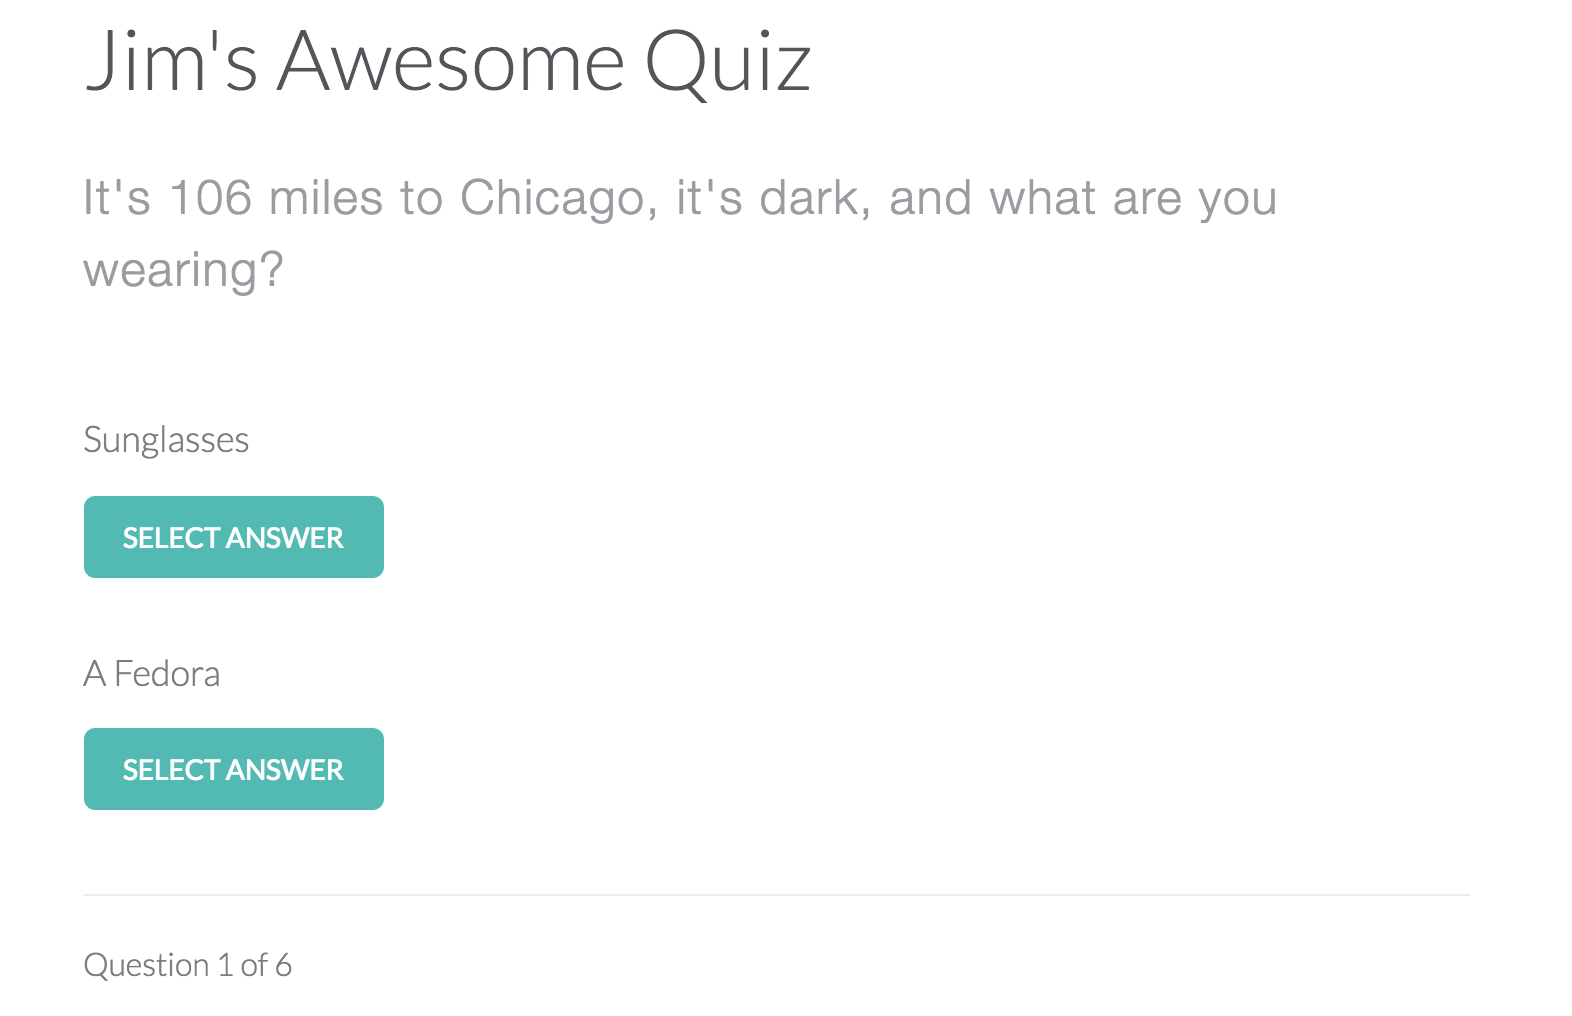 Jim's Awesome Quiz
It's 106 miles to Chicago, it's dark, and what are you
wearing?
Sunglasses
SELECT ANSWER
A Fedora
SELECT ANSWER
Question 1 of 6